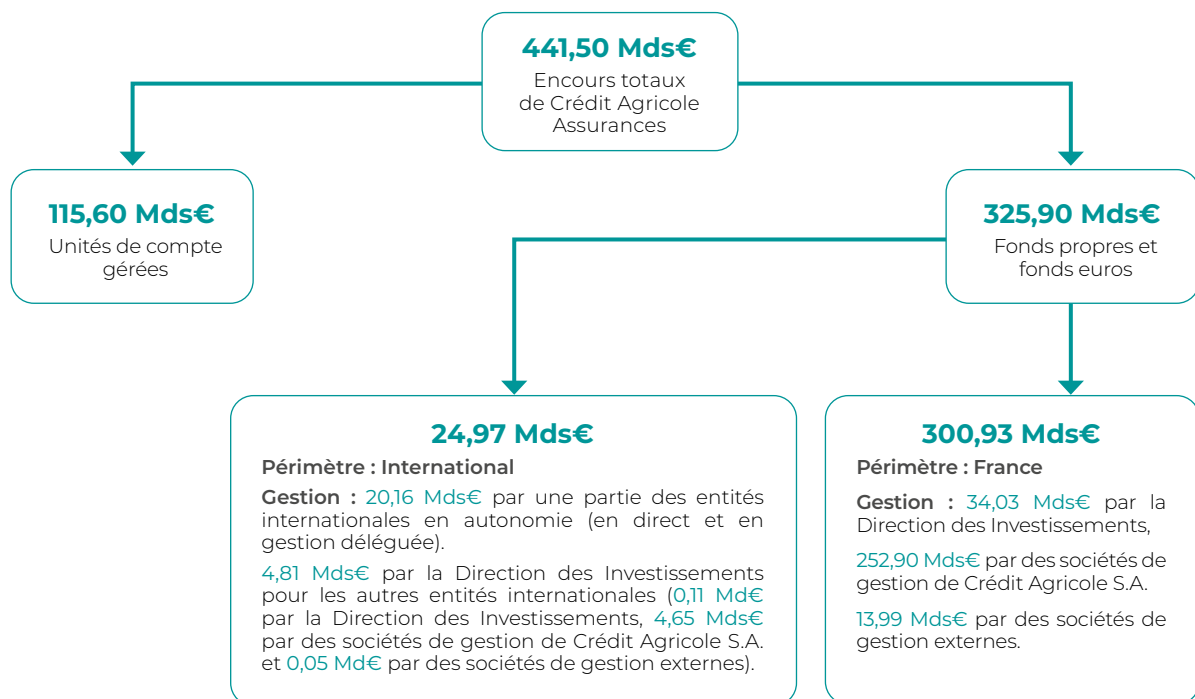 441,50 Mds€
Encours totaux
de Crédit Agricole
Assurances
115,60 Mds€
Unités de compte
gérées
325,90 Mds€
Fonds propres et
fonds euros
24,97 Mds€
Périmètre : International
Gestion : 20,16 Mds€ par une partie des entités
internationales en autonomie (en direct et en
gestion déléguée).
4,81 Mds€ par la Direction des Investissements
pour les autres entités internationales (0,11 Md€
par la Direction des Investissements, 4,65 Mds€
par des sociétés de gestion de Crédit Agricole S.A.
et 0,05 Md€ par des sociétés de gestion externes).
300,93 Mds€
Périmètre : France
Gestion : 34,03 Mds€ par la
Direction des Investissements,
252,90 Mds€ par des sociétés de
gestion de Crédit Agricole S.A.
13,99 Mds€ par des sociétés de
gestion externes.